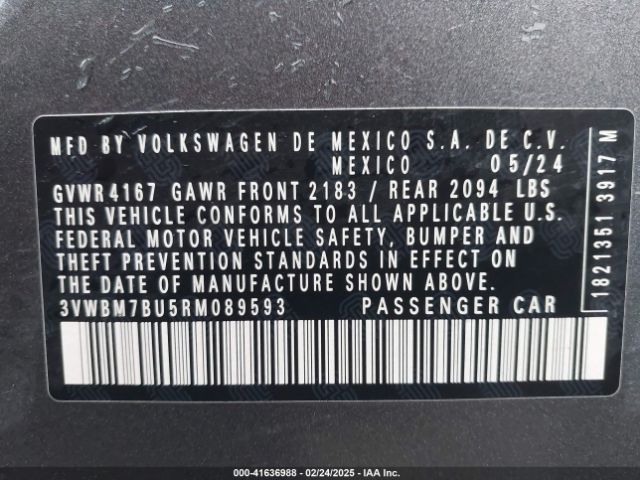 MFD BY VOLKSWAGEN DE MEXICO S.A. DE C.V.
MEXICO 05/24
GVWR 4167 GAWR FRONT 2183 / REAR 2094 LBS
THIS VEHICLE CONFORMS TO ALL APPLICABLE U.S.
FEDERAL MOTOR VEHICLE SAFETY, BUMPER AND
THEFT PREVENTION STANDARDS IN EFFECT ON
THE DATE OF MANUFACTURE SHOWN ABOVE.
3VWBM7BU5RM089593 PASSENGER CAR
1821351 3917 M
000-41636988 - 02/24/2025 - IAA Inc.